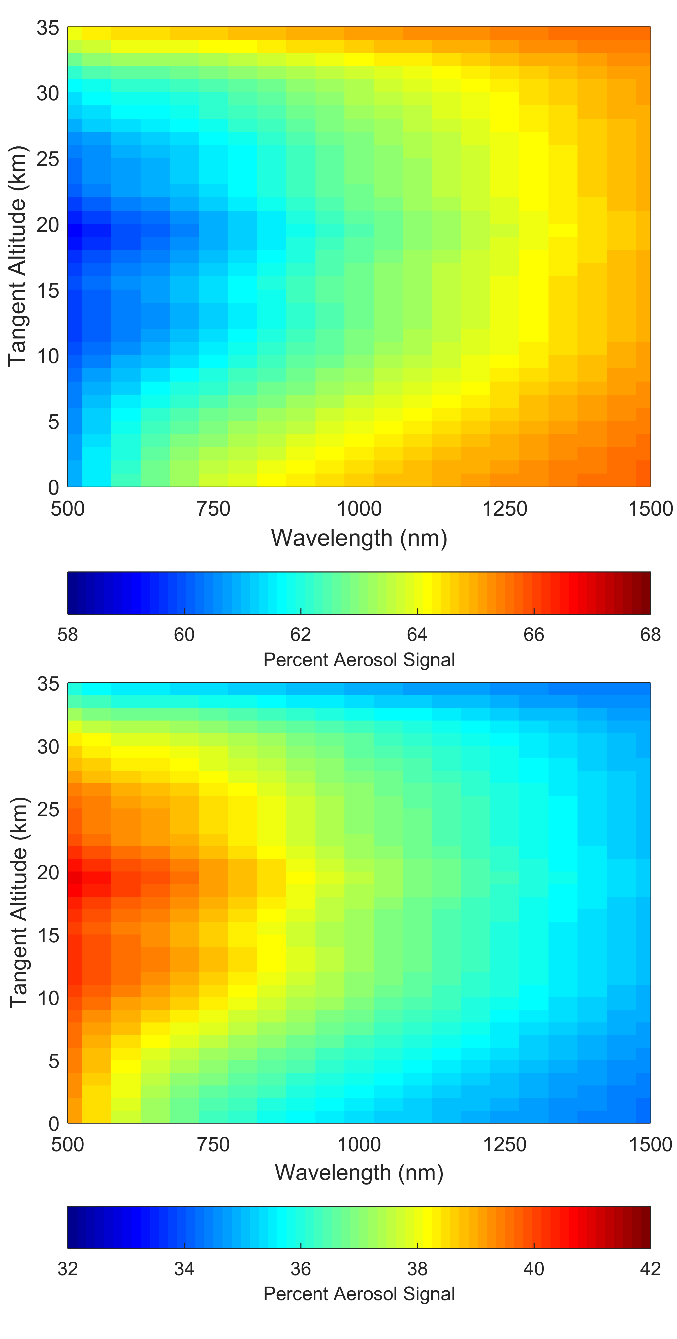 35
30
25
20
15
10
5
0
Tangent Altitude (km)
500 750 1000 1250 1500
Wavelength (nm)
58 60 62 64 66 68
Percent Aerosol Signal
35
30
25
20
15
10
5
0
Tangent Altitude (km)
500 750 1000 1250 1500
Wavelength (nm)
32 34 36 38 40 42
Percent Aerosol Signal